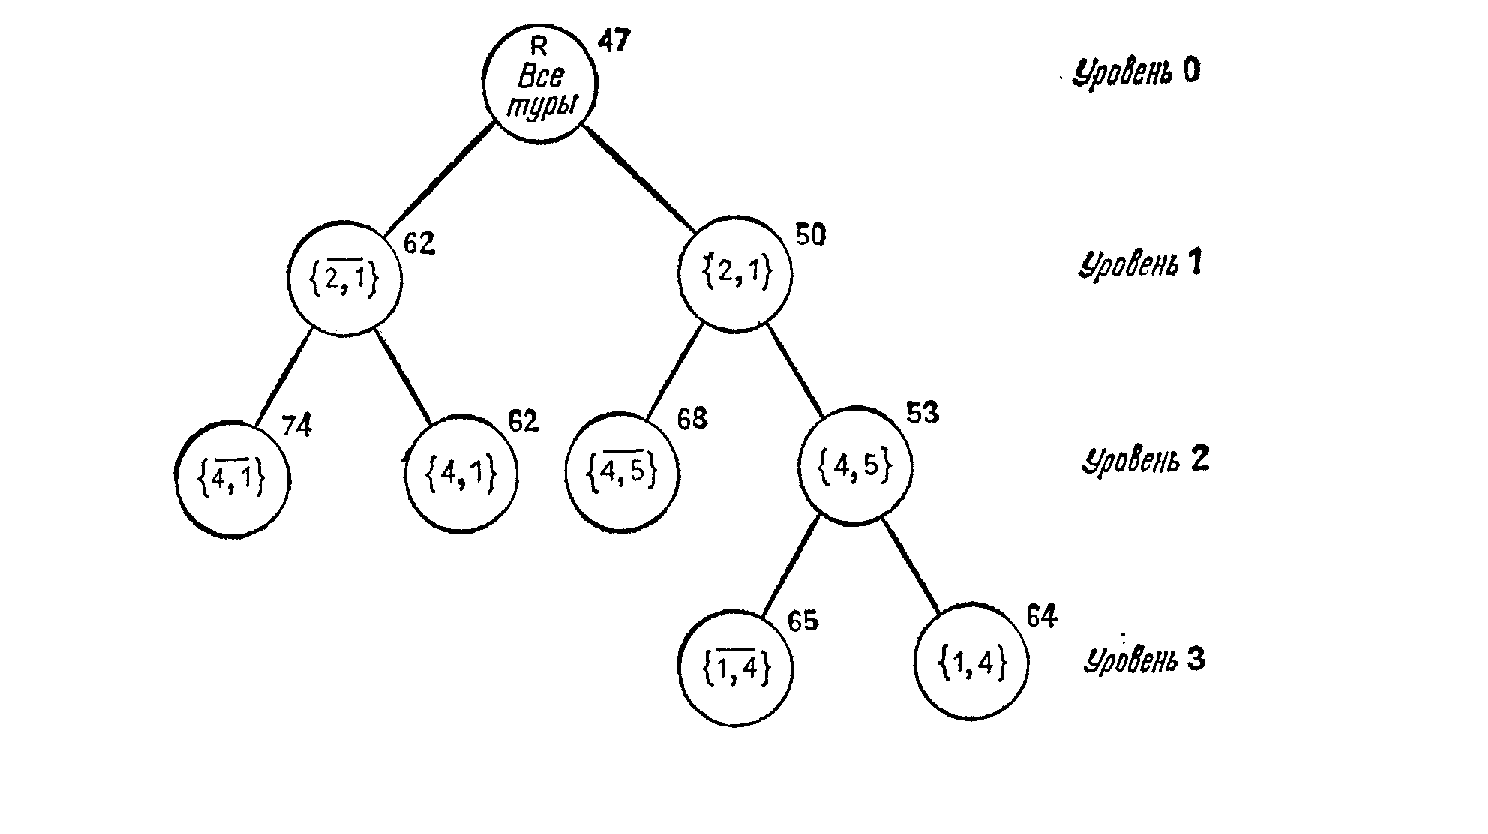 R
Все
туры
47
Уровень 0
{2,1}
62
{2,1}
50
Уровень 1
{4,1}
74
{4,1}
62
{4,5}
68
{4,5}
53
Уровень 2
{1,4}
65
{1,4}
64
Уровень 3